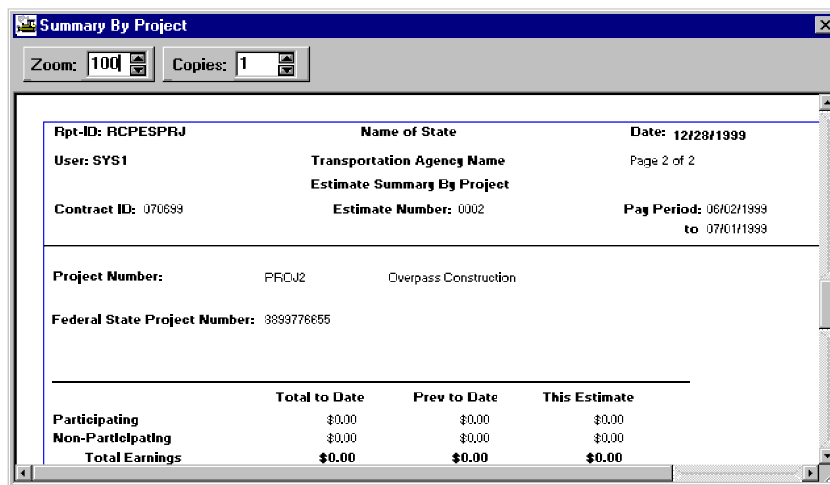 Summary By Project
Zoom: 100 Copies: 1
Rpt-ID: RCPESPRJ Name of State Date: 12/28/1999
User: SYS1 Transportation Agency Name Page 2 of 2
Estimate Summary By Project
Contract ID: 070699 Estimate Number: 0002 Pay Period: 06/02/1999
to 07/01/1999
Project Number: PROJ2 Overpass Construction
Federal State Project Number: 8899776655
Total to Date Prev to Date This Estimate
Participating $0.00 $0.00 $0.00
Non-Participating $0.00 $0.00 $0.00
Total Earnings $0.00 $0.00 $0.00